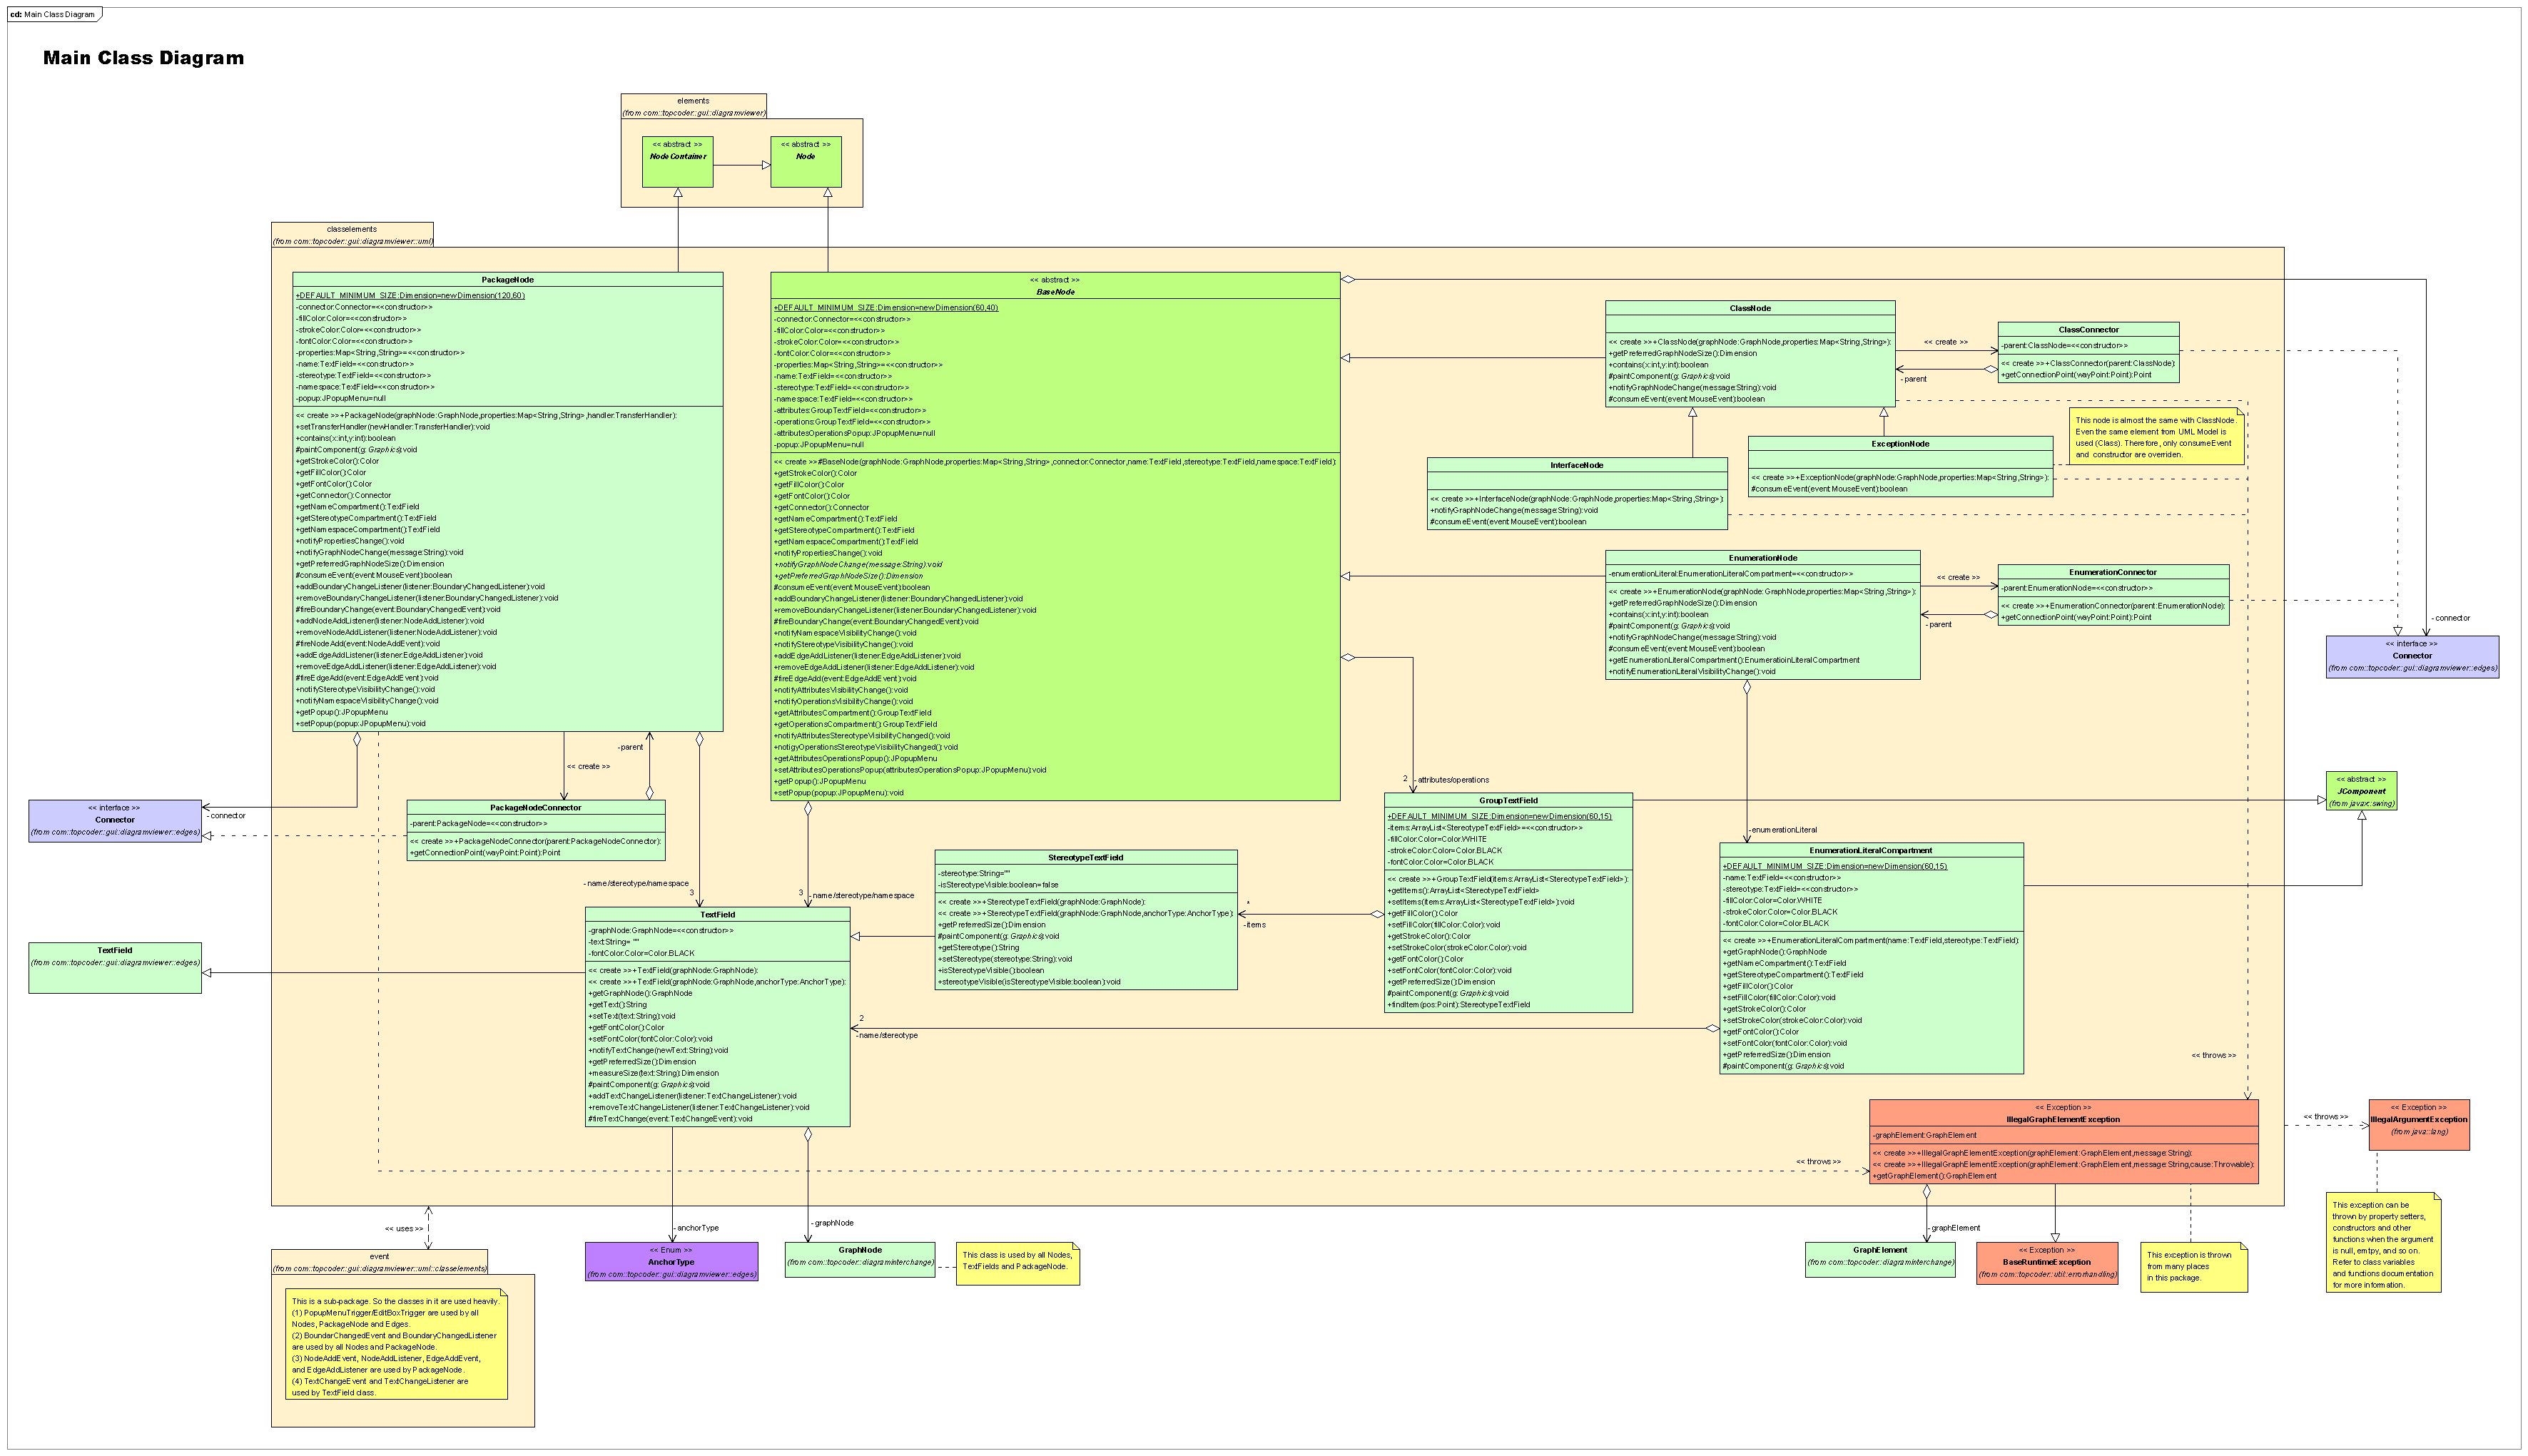 cd: Main Class Diagram
Main Class Diagram
elements
(from com::topcoder::gui::diagramviewer)
<< abstract >>
NodeContainer
<< abstract >>
Node
classelements
(from com::topcoder::gui::diagramviewer::uml)
PackageNode
+DEFAULT_MINIMUM_SIZE:Dimension=newDimension(120,60)
-connector:Connector=<<constructor>>
-fillColor:Color=<<constructor>>
-strokeColor:Color=<<constructor>>
-fontColor:Color=<<constructor>>
-properties:Map<String,String>=<<constructor>>
-name:TextField=<<constructor>>
-stereotype:TextField=<<constructor>>
-namespace:TextField=<<constructor>>
-popup:JPopupMenu=null
<< create >>+PackageNode(graphNode:GraphNode,properties:Map<String,String>,handler:TransferHandler):
+setTransferHandler(newHandler:TransferHandler):void
+contains(x:int,y:int):boolean
#paintComponent(g: Graphics):void
+getStrokeColor():Color
+getFillColor():Color
+getFontColor():Color
+getConnector():Connector
+getNameCompartment():TextField
+getStereotypeCompartment():TextField
+getNamespaceCompartment():TextField
+notifyPropertiesChange():void
+notifyGraphNodeChange(message:String):void
+getPreferredGraphNodeSize():Dimension
#consumeEvent(event:MouseEvent):boolean
+addBoundaryChangeListener(listener:BoundaryChangedListener):void
+removeBoundaryChangeListener(listener:BoundaryChangedListener):void
#fireBoundaryChange(event:BoundaryChangedEvent):void
+addNodeAddListener(listener:NodeAddListener):void
+removeNodeAddListener(listener:NodeAddListener):void
#fireNodeAdd(event:NodeAddEvent):void
+addEdgeAddListener(listener:EdgeAddListener):void
+removeEdgeAddListener(listener:EdgeAddListener):void
#fireEdgeAdd(event:EdgeAddEvent):void
+notifyStereotypeVisibilityChange():void
+notifyNamespaceVisibilityChange():void
+getPopup():JPopupMenu
+setPopup(popup:JPopupMenu):void
<< abstract >>
BaseNode
+DEFAULT_MINIMUM_SIZE:Dimension=newDimension(60,40)
-connector:Connector=<<constructor>>
-fillColor:Color=<<constructor>>
-strokeColor:Color=<<constructor>>
-fontColor:Color=<<constructor>>
-properties:Map<String,String>=<<constructor>>
-name:TextField=<<constructor>>
-stereotype:TextField=<<constructor>>
-namespace:TextField=<<constructor>>
-attributes:GroupTextField=<<constructor>>
-operations:GroupTextField=<<constructor>>
-attributesOperationsPopup:JPopupMenu=null
-popup:JPopupMenu=null
<< create >>#BaseNode(graphNode:GraphNode,properties:Map<String,String>,connector:Connector,name:TextField,stereotype:TextField,namespace:TextField):
+getStrokeColor():Color
+getFillColor():Color
+getFontColor():Color
+getConnector():Connector
+getNameCompartment():TextField
+getStereotypeCompartment():TextField
+getNamespaceCompartment():TextField
+notifyPropertiesChange():void
+notifyGraphNodeChange(message:String):void
+getPreferredGraphNodeSize():Dimension
#consumeEvent(event:MouseEvent):boolean
+addBoundaryChangeListener(listener:BoundaryChangedListener):void
+removeBoundaryChangeListener(listener:BoundaryChangedListener):void
#fireBoundaryChange(event:BoundaryChangedEvent):void
+notifyNamespaceVisibilityChange():void
+notifyStereotypeVisibilityChange():void
+addEdgeAddListener(listener:EdgeAddListener):void
+removeEdgeAddListener(listener:EdgeAddListener):void
#fireEdgeAdd(event:EdgeAddEvent):void
+notifyAttributesVisibilityChange():void
+notifyOperationsVisibilityChange():void
+getAttributesCompartment():GroupTextField
+getOperationsCompartment():GroupTextField
+notifyAttributesStereotypeVisibilityChanged():void
+notigyOperationsStereotypeVisibilityChanged():void
+getAttributesOperationsPopup():JPopupMenu
+setAttributesOperationsPopup(attributesOperationsPopup:JPopupMenu):void
+getPopup():JPopupMenu
+setPopup(popup:JPopupMenu):void
ClassNode
<< create >>+ClassNode(graphNode:GraphNode,properties:Map<String,String>):
+getPreferredGraphNodeSize():Dimension
+contains(x:int,y:int):boolean
#paintComponent(g: Graphics):void
+notifyGraphNodeChange(message:String):void
#consumeEvent(event:MouseEvent):boolean
<< create >>
-parent
ClassConnector
-parent:ClassNode=<<constructor>>
<< create >>+ClassConnector(parent:ClassNode):
+getConnectionPoint(wayPoint:Point):Point
This node is almost the same with ClassNode.
Even the same element from UML Model is
used (Class). Therefore, only consumeEvent
and constructor are overriden.
ExceptionNode
<< create >>+ExceptionNode(graphNode:GraphNode,properties:Map<String,String>):
#consumeEvent(event:MouseEvent):boolean
InterfaceNode
<< create >>+InterfaceNode(graphNode:GraphNode,properties:Map<String,String>):
+notifyGraphNodeChange(message:String):void
#consumeEvent(event:MouseEvent):boolean
EnumerationNode
-enumerationLiteral:EnumerationLiteralCompartment=<<constructor>>
<< create >>+EnumerationNode(graphNode:GraphNode,properties:Map<String,String>):
+getPreferredGraphNodeSize():Dimension
+contains(x:int,y:int):boolean
#paintComponent(g: Graphics):void
+notifyGraphNodeChange(message:String):void
#consumeEvent(event:MouseEvent):boolean
+getEnumerationLiteralCompartment():EnumeratioinLiteralCompartment
+notifyEnumerationLiteralVisibilityChange():void
<< create >>
-parent
EnumerationConnector
-parent:EnumerationNode=<<constructor>>
<< create >>+EnumerationConnector(parent:EnumerationNode):
+getConnectionPoint(wayPoint:Point):Point
-connector
<< interface >>
Connector
(from com::topcoder::gui::diagramviewer::edges)
-parent
<< create >>
<< interface >>
Connector
(from com::topcoder::gui::diagramviewer::edges)
-connector
PackageNodeConnector
-parent:PackageNode=<<constructor>>
<< create >>+PackageNodeConnector(parent:PackageNodeConnector):
+getConnectionPoint(wayPoint:Point):Point
2 -attributes/operations
GroupTextField
+DEFAULT_MINIMUM_SIZE:Dimension=newDimension(60,15)
-items:ArrayList<StereotypeTextField>=<<constructor>>
-fillColor:Color=Color.WHITE
-strokeColor:Color=Color.BLACK
-fontColor:Color=Color.BLACK
<< create >>+GroupTextField(items:ArrayList<StereotypeTextField>):
+getItems():ArrayList<StereotypeTextField>
+setItems(items:ArrayList<StereotypeTextField>):void
+getFillColor():Color
+setFillColor(fillColor:Color):void
+getStrokeColor():Color
+setStrokeColor(strokeColor:Color):void
+getFontColor():Color
+setFontColor(fontColor:Color):void
+getPreferredSize():Dimension
#paintComponent(g: Graphics):void
+findItem(pos:Point):StereotypeTextField
<< abstract >>
JComponent
(from javax::swing)
-enumerationLiteral
EnumerationLiteralCompartment
+DEFAULT_MINIMUM_SIZE:Dimension=newDimension(60,15)
-name:TextField=<<constructor>>
-stereotype:TextField=<<constructor>>
-fillColor:Color=Color.WHITE
-strokeColor:Color=Color.BLACK
-fontColor:Color=Color.BLACK
<< create >>+EnumerationLiteralCompartment(name:TextField,stereotype:TextField):
+getGraphNode():GraphNode
+getNameCompartment():TextField
+getStereotypeCompartment():TextField
+getFillColor():Color
+setFillColor(fillColor:Color):void
+getStrokeColor():Color
+setStrokeColor(strokeColor:Color):void
+getFontColor():Color
+setFontColor(fontColor:Color):void
+getPreferredSize():Dimension
#paintComponent(g: Graphics):void
StereotypeTextField
-stereotype:String=""
-isStereotypeVisible:boolean=false
<< create >>+StereotypeTextField(graphNode:GraphNode):
<< create >>+StereotypeTextField(graphNode:GraphNode,anchorType:AnchorType):
+getPreferredSize():Dimension
#paintComponent(g: Graphics):void
+getStereotype():String
+setStereotype(stereotype:String):void
+isStereotypeVisible():boolean
+stereotypeVisible(isStereotypeVisible:boolean):void
*
-items
-name/stereotype/namespace
3
3
-name/stereotype/namespace
TextField
-graphNode:GraphNode=<<constructor>>
-text:String= ""
-fontColor:Color=Color.BLACK
<< create >>+TextField(graphNode:GraphNode):
<< create >>+TextField(graphNode:GraphNode,anchorType:AnchorType):
+getGraphNode():GraphNode
+getText():String
+setText(text:String):void
+getFontColor():Color
+setFontColor(fontColor:Color):void
+notifyTextChange(newText:String):void
+getPreferredSize():Dimension
+measureSize(text:String):Dimension
#paintComponent(g: Graphics):void
+addTextChangeListener(listener:TextChangeListener):void
+removeTextChangeListener(listener:TextChangeListener):void
#fireTextChange(event:TextChangeEvent):void
2
-name/stereotype
TextField
(from com::topcoder::gui::diagramviewer::edges)
<< throws >>
<< throws >>
<< Exception >>
IllegalGraphElementException
-graphElement:GraphElement
<< create >>+IllegalGraphElementException(graphElement:GraphElement,message:String):
<< create >>+IllegalGraphElementException(graphElement:GraphElement,message:String,cause:Throwable):
+getGraphElement():GraphElement
<< throws >>
<< Exception >>
IllegalArgumentException
(from java::lang)
This exception can be
thrown by property setters,
constructors and other
functions when the argument
is null, emtpy, and so on.
Refer to class variables
and functions documentation
for more information.
<< uses >>
event
(from com::topcoder::gui::diagramviewer::uml::classelements)
This is a sub-package. So the classes in it are used heavily.
(1) PopupMenuTrigger/EditBoxTrigger are used by all
Nodes, PackageNode and Edges.
(2) BoundarChangedEvent and BoundaryChangedListener
are used by all Nodes and PackageNode.
(3) NodeAddEvent, NodeAddListener, EdgeAddEvent,
and EdgeAddListener are used by PackageNode.
(4) TextChangeEvent and TextChangeListener are
used by TextField class.
-anchorType
<< Enum >>
AnchorType
(from com::topcoder::gui::diagramviewer::edges)
-graphNode
GraphNode
(from com::topcoder::diagraminterchange)
This class is used by all Nodes,
TextFields and PackageNode.
-graphElement
GraphElement
(from com::topcoder::diagraminterchange)
<< Exception >>
BaseRuntimeException
(from com::topcoder::util::errorhandling)
This exception is thrown
from many places
in this package.